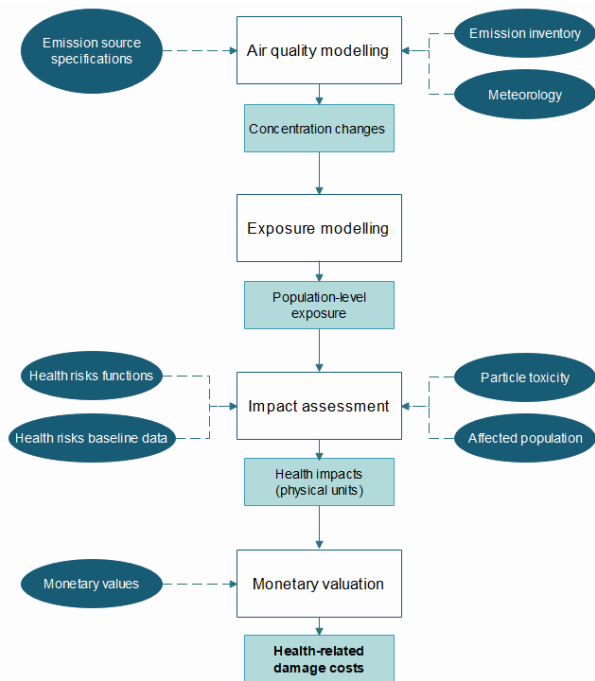 Emission source
specifications
Air quality modelling
Emission inventory
Meteorology
Concentration changes
Exposure modelling
Population-level
exposure
Health risks functions
Health risks baseline data
Impact assessment
Particle toxicity
Affected population
Health impacts
(physical units)
Monetary values
Monetary valuation
Health-related
damage costs